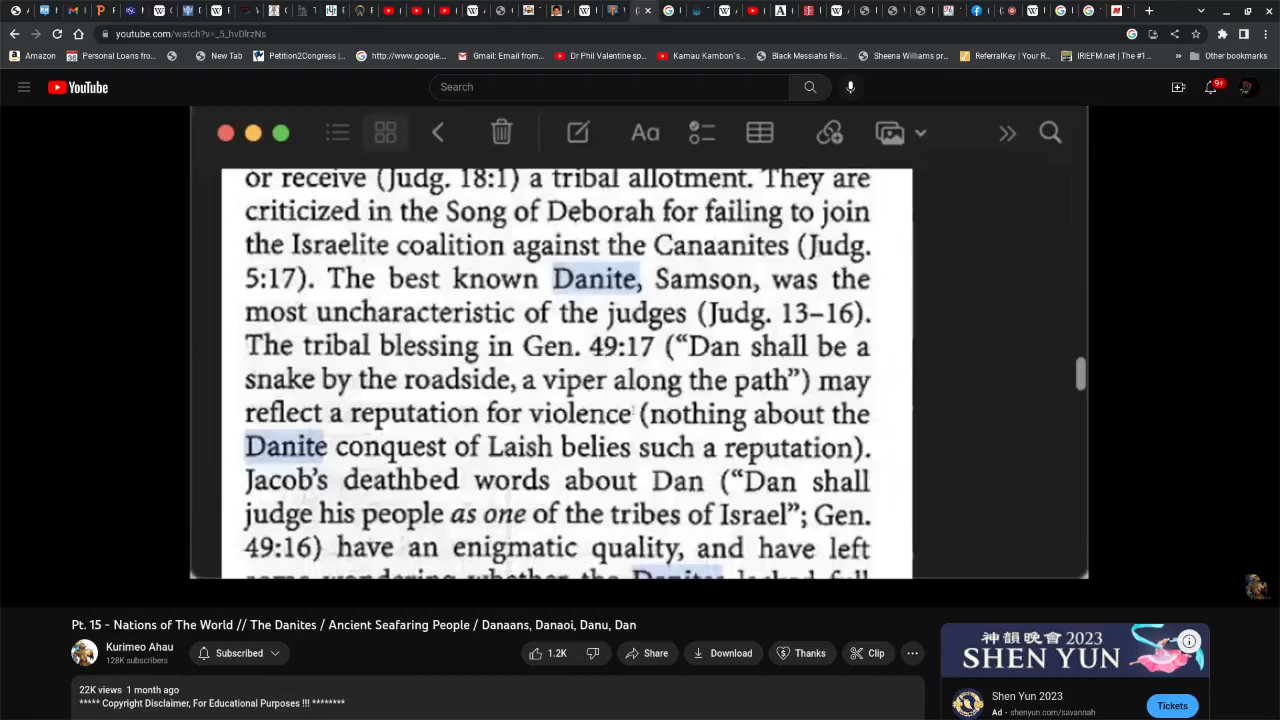 youtube.com/watch?v=_5_hvDlrzNs
Amazon
Personal Loans fro...
New Tab
Petition2Congress |...
http://www.google...
Gmail: Email from...
Dr Phil Valentine sp...
Kamau Kambon's...
Black Messiahs Risi...
Sheena Williams pr...
ReferralKey | Your R...
IRIEFM.net | The #1...
»
Other bookmarks
YouTube
Search
9+
Aa
or receive (Judg. 18:1) a tribal allotment. They are
criticized in the Song of Deborah for failing to join
the Israelite coalition against the Canaanites (Judg.
5:17). The best known Danite, Samson, was the
most uncharacteristic of the judges (Judg. 13–16).
The tribal blessing in Gen. 49:17 (“Dan shall be a
snake by the roadside, a viper along the path”) may
reflect a reputation for violence (nothing about the
Danite conquest of Laish belies such a reputation).
Jacob’s deathbed words about Dan (“Dan shall
judge his people as one of the tribes of Israel”; Gen.
49:16) have an enigmatic quality, and have left
Pt. 15 - Nations of The World // The Danites / Ancient Seafaring People / Danaans, Danaoi, Danu, Dan
Kurimeo Ahau
128K subscribers
Subscribed
1.2K
Share
Download
Thanks
Clip
22K views 1 month ago
***** Copyright Disclaimer, For Educational Purposes !!! ********
神韻晚會 2023
SHEN YUN
Shen Yun 2023
Ad · shenyun.com/savannah
Tickets